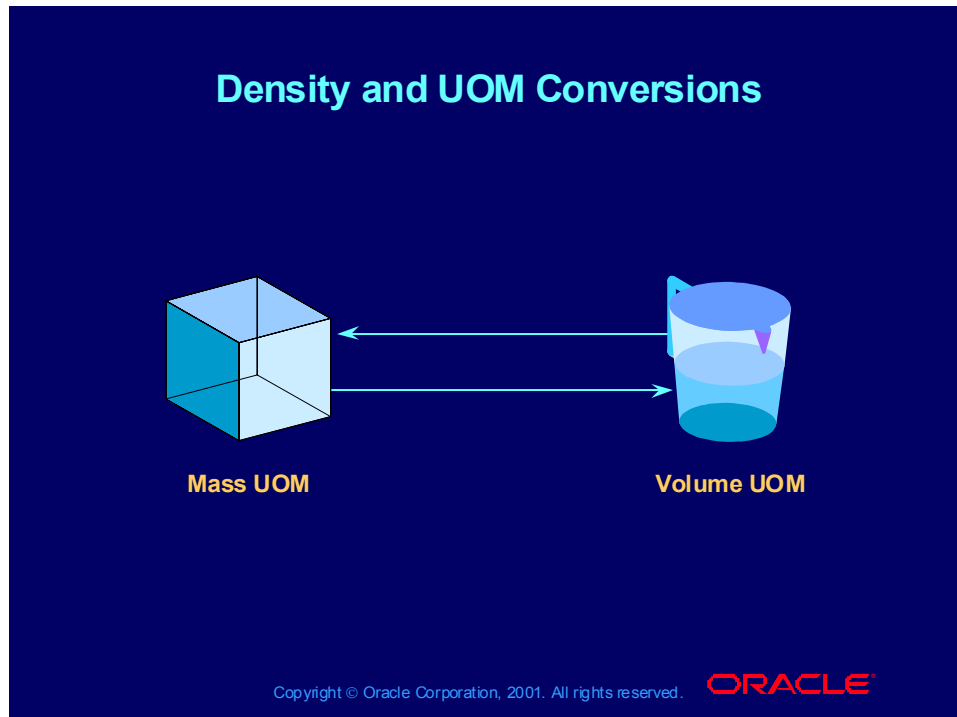 Density and UOM Conversions
Mass UOM
Volume UOM
Copyright © Oracle Corporation, 2001. All rights reserved.
ORACLE®